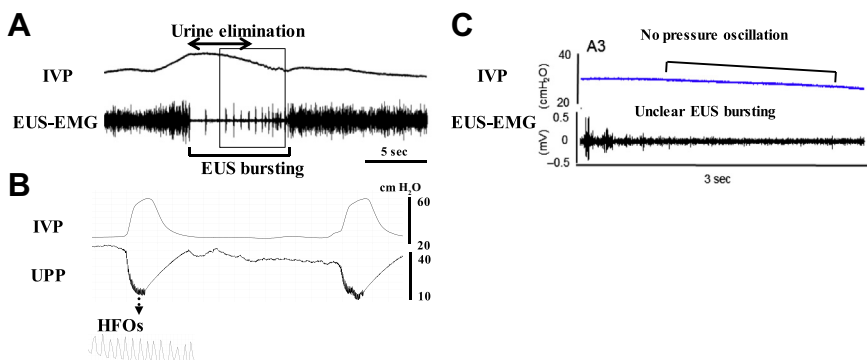 A
Urine elimination
IVP
EUS-EMG
5 sec
EUS bursting
B
cm H2O
60
IVP
20
40
UPP
10
HFOs
C
A3
No pressure oscillation
40
IVP
(cmH2O)
20
EUS-EMG
Unclear EUS bursting
0.5
(mV)
0
−0.5
3 sec